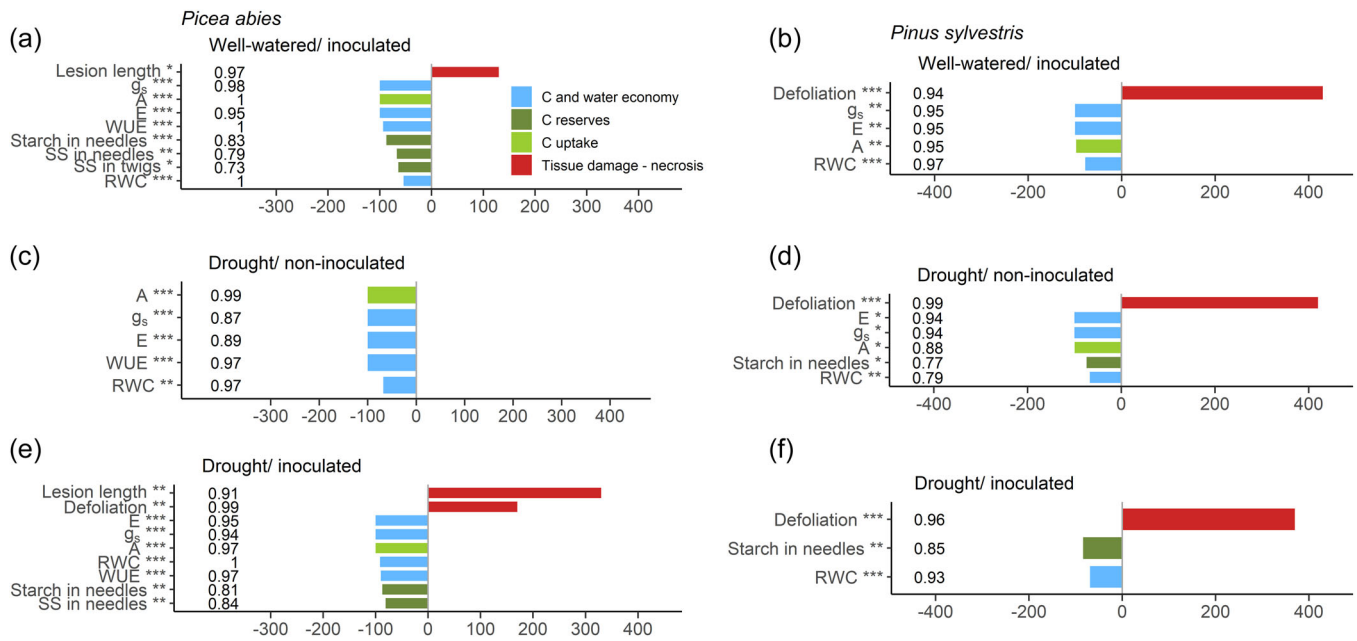 Picea abies
(a)
Well-watered/ inoculated
Lesion length * 0.97
gs *** 0.98
A *** 1
E *** 0.95
WUE *** 1
Starch in needles *** 0.83
SS in needles ** 0.79
SS in twigs * 0.73
RWC *** 1
-300 -200 -100 0 100 200 300 400
C and water economy
C reserves
C uptake
Tissue damage - necrosis
Pinus sylvestris
(b)
Well-watered/ inoculated
Defoliation *** 0.94
gs ** 0.95
E ** 0.95
A ** 0.95
RWC *** 0.97
-400 -200 0 200 400
(c)
Drought/ non-inoculated
A *** 0.99
gs *** 0.87
E *** 0.89
WUE *** 0.97
RWC ** 0.97
-300 -200 -100 0 100 200 300 400
(d)
Drought/ non-inoculated
Defoliation *** 0.99
E * 0.94
gs * 0.94
A * 0.88
Starch in needles * 0.77
RWC ** 0.79
-400 -200 0 200 400
(e)
Drought/ inoculated
Lesion length ** 0.91
Defoliation ** 0.99
E *** 0.95
gs *** 0.94
A *** 0.97
RWC *** 1
WUE *** 0.97
Starch in needles ** 0.81
SS in needles ** 0.84
-300 -200 -100 0 100 200 300 400
(f)
Drought/ inoculated
Defoliation *** 0.96
Starch in needles ** 0.85
RWC *** 0.93
-400 -200 0 200 400